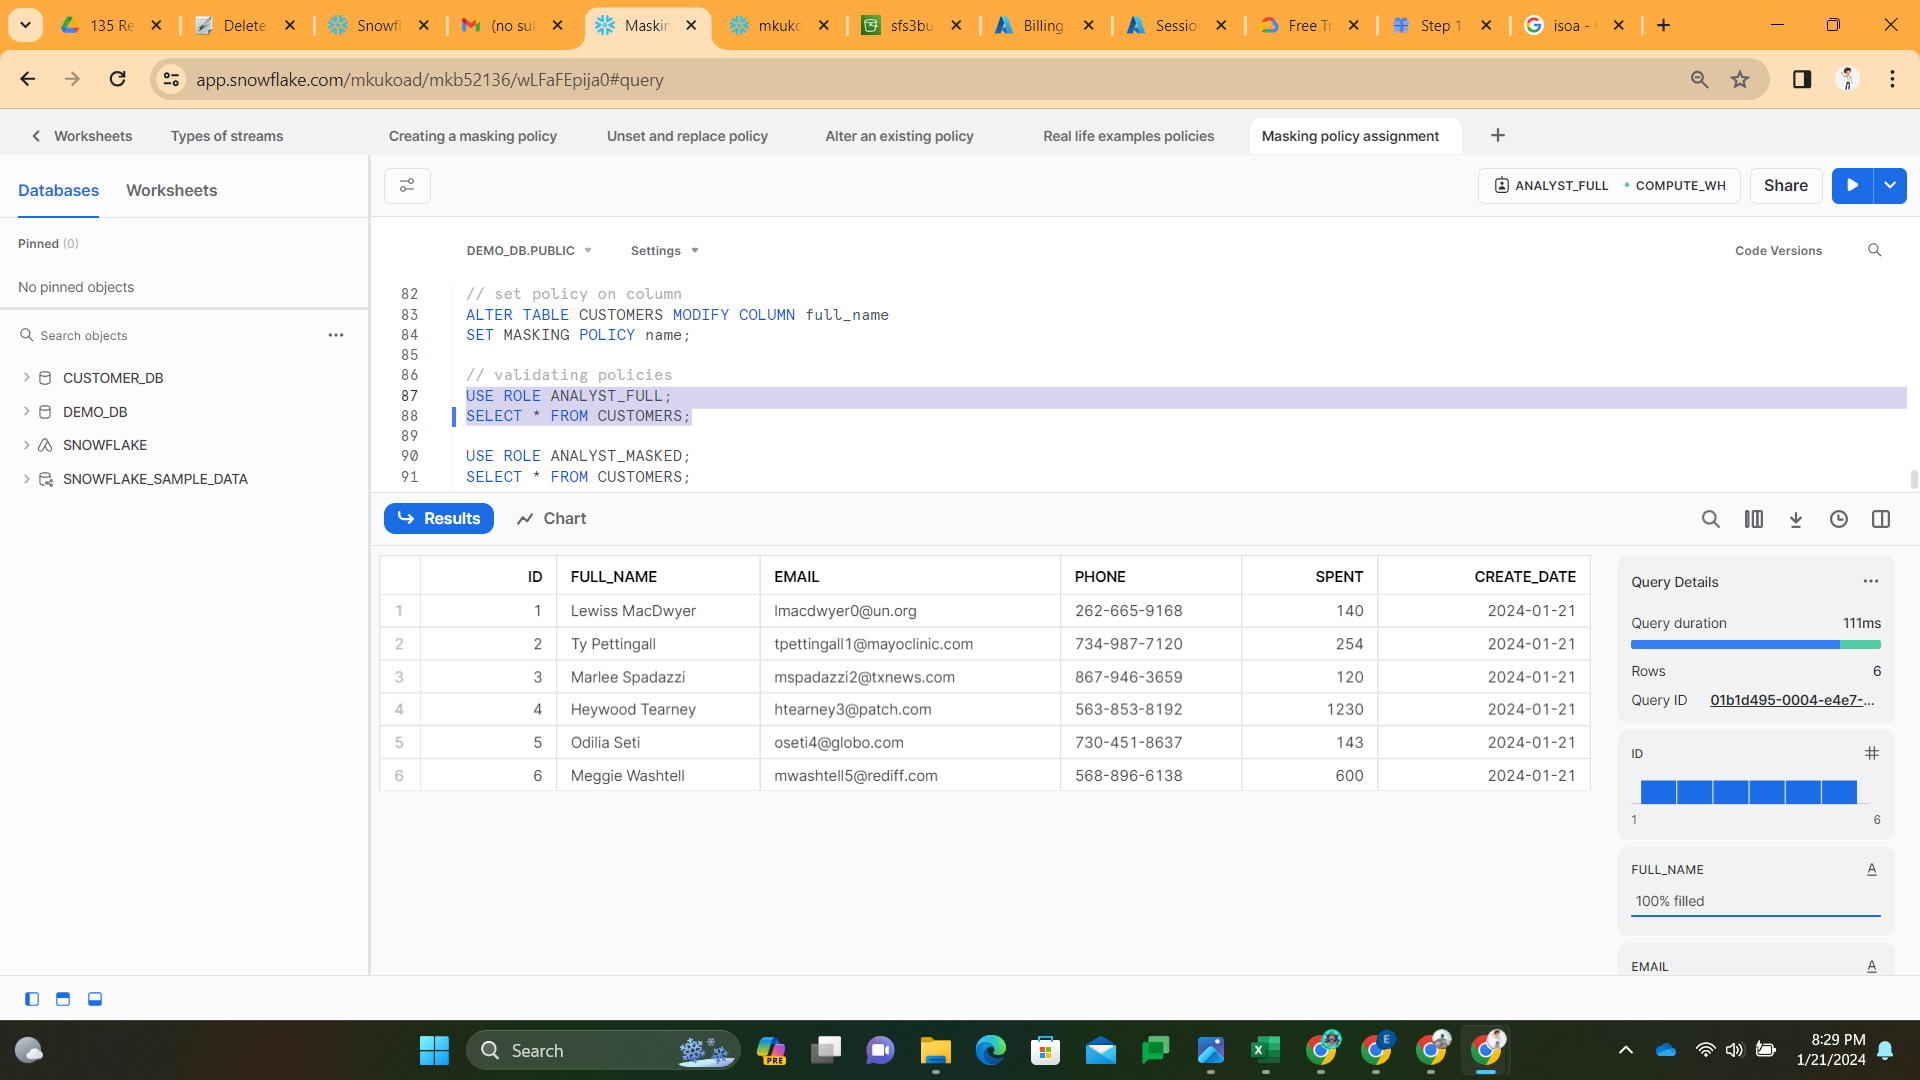 135 Re
Delete
Snowfl
(no sub
Maskin
mkuko
sfs3bu
Billing
Session
Free Tr
Step 1
isoa -
app.snowflake.com/mkukoad/mkb52136/wLFaFEpija0#query
Worksheets
Types of streams
Creating a masking policy
Unset and replace policy
Alter an existing policy
Real life examples policies
Masking policy assignment
Databases
Worksheets
ANALYST_FULL
COMPUTE_WH
Share
Pinned (0)
No pinned objects
Search objects
CUSTOMER_DB
DEMO_DB
SNOWFLAKE
SNOWFLAKE_SAMPLE_DATA
DEMO_DB.PUBLIC
Settings
Code Versions
82 // set policy on column
83 ALTER TABLE CUSTOMERS MODIFY COLUMN full_name
84 SET MASKING POLICY name;
85
86 // validating policies
87 USE ROLE ANALYST_FULL;
88 SELECT * FROM CUSTOMERS;
89
90 USE ROLE ANALYST_MASKED;
91 SELECT * FROM CUSTOMERS;
Results
Chart
ID FULL_NAME EMAIL PHONE SPENT CREATE_DATE
1 1 Lewiss MacDwyer lmacdwyer0@un.org 262-665-9168 140 2024-01-21
2 2 Ty Pettingall tpettingall1@mayoclinic.com 734-987-7120 254 2024-01-21
3 3 Marlee Spadazzi mspadazzi2@txnews.com 867-946-3659 120 2024-01-21
4 4 Heywood Tearney htearney3@patch.com 563-853-8192 1230 2024-01-21
5 5 Odilia Seti oseti4@globo.com 730-451-8637 143 2024-01-21
6 6 Meggie Washtell mwashtell5@rediff.com 568-896-6138 600 2024-01-21
Query Details
Query duration 111ms
Rows 6
Query ID 01b1d495-0004-e4e7-...
ID
1 6
FULL_NAME A
100% filled
EMAIL A
Search
PRE
E
8:29 PM
1/21/2024